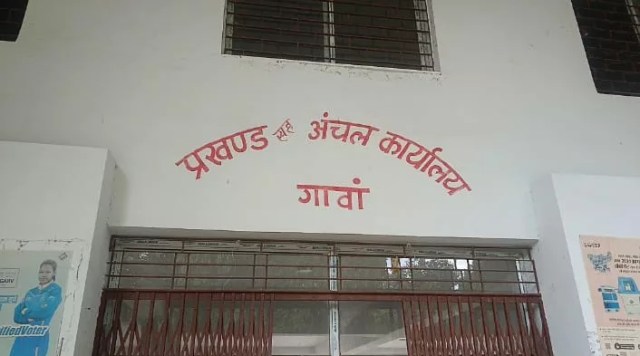 प्रखण्ड सह अंचल कार्यालय
गावां